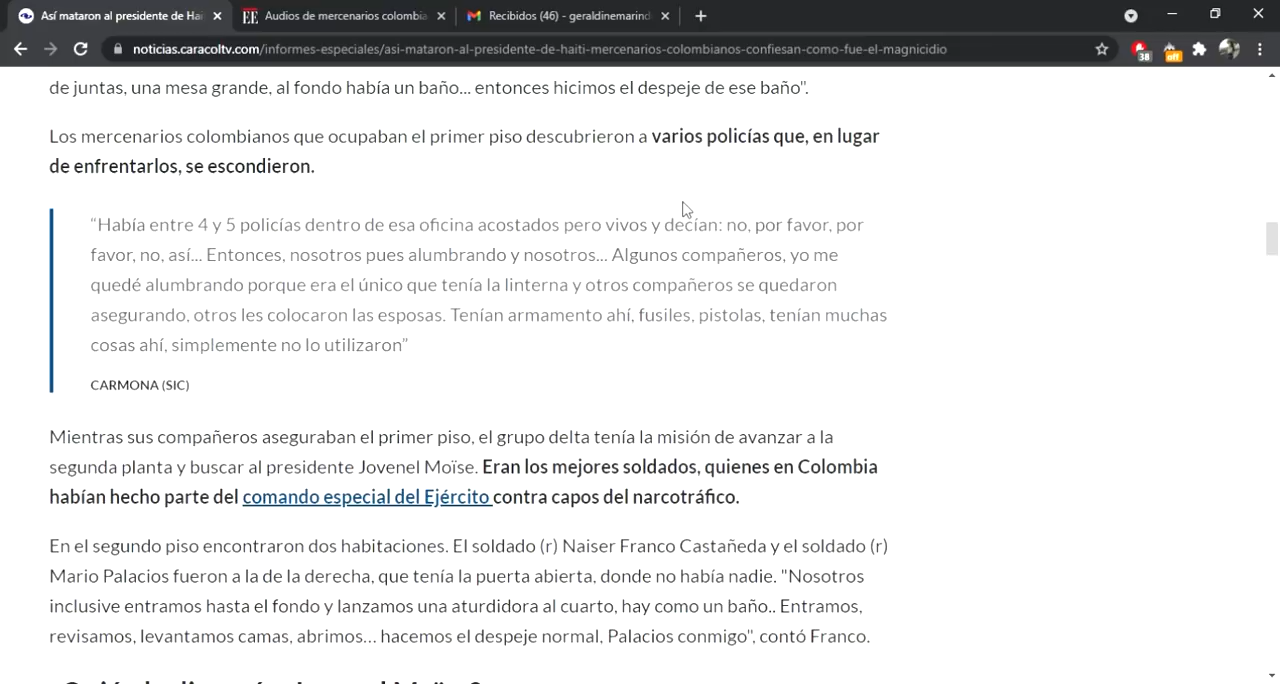 Así mataron al presidente de Hai
Audios de mercenarios colombia
Recibidos (46) - geraldinemarind
noticias.caracoltv.com/informes-especiales/asi-mataron-al-presidente-de-haiti-mercenarios-colombianos-confiesan-como-fue-el-magnicidio
38
off
de juntas, una mesa grande, al fondo había un baño... entonces hicimos el despeje de ese baño".
Los mercenarios colombianos que ocupaban el primer piso descubrieron a varios policías que, en lugar
de enfrentarlos, se escondieron.
“Había entre 4 y 5 policías dentro de esa oficina acostados pero vivos y decían: no, por favor, por
favor, no, así... Entonces, nosotros pues alumbrando y nosotros... Algunos compañeros, yo me
quedé alumbrando porque era el único que tenía la linterna y otros compañeros se quedaron
asegurando, otros les colocaron las esposas. Tenían armamento ahí, fusiles, pistolas, tenían muchas
cosas ahí, simplemente no lo utilizaron”
CARMONA (SIC)
Mientras sus compañeros aseguraban el primer piso, el grupo delta tenía la misión de avanzar a la
segunda planta y buscar al presidente Jovenel Moïse. Eran los mejores soldados, quienes en Colombia
habían hecho parte del comando especial del Ejército contra capos del narcotráfico.
En el segundo piso encontraron dos habitaciones. El soldado (r) Naiser Franco Castañeda y el soldado (r)
Mario Palacios fueron a la de la derecha, que tenía la puerta abierta, donde no había nadie. "Nosotros
inclusive entramos hasta el fondo y lanzamos una aturdidora al cuarto, hay como un baño.. Entramos,
revisamos, levantamos camas, abrimos... hacemos el despeje normal, Palacios conmigo", contó Franco.